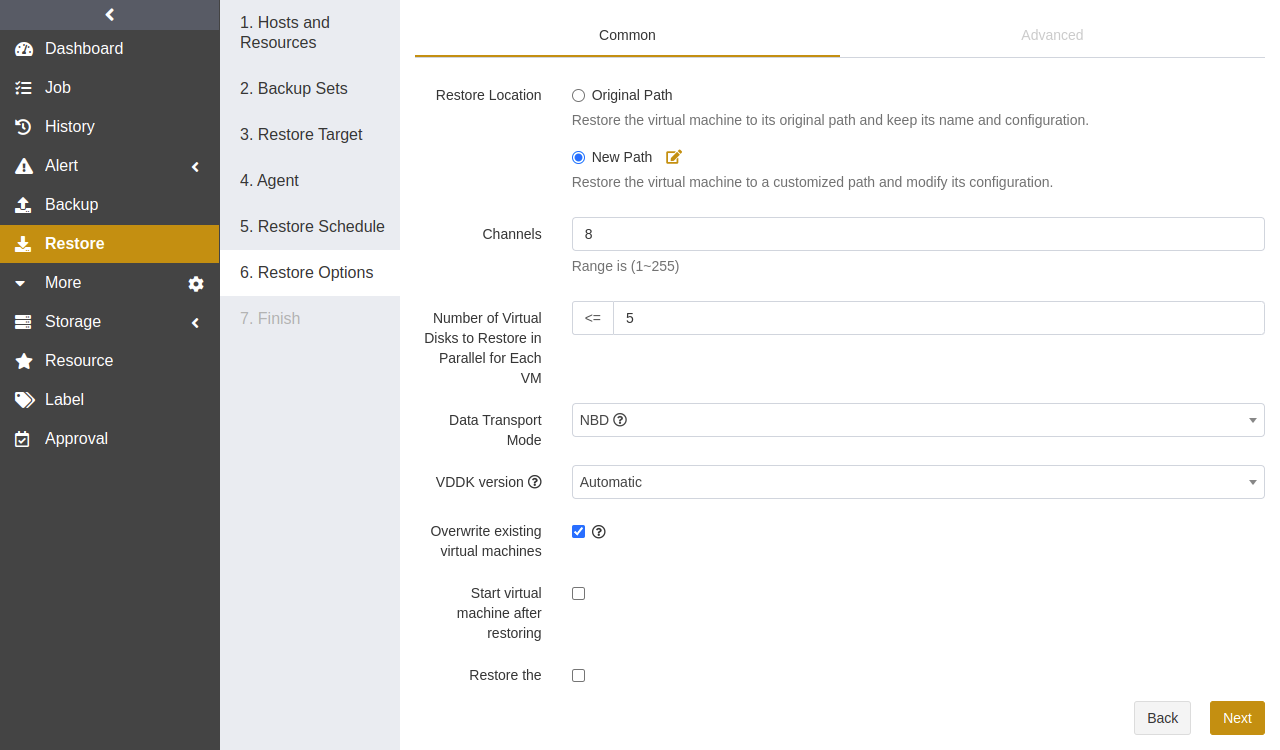 Dashboard
Job
History
Alert
Backup
Restore
More
Storage
Resource
Label
Approval
1. Hosts and
Resources
2. Backup Sets
3. Restore Target
4. Agent
5. Restore Schedule
6. Restore Options
7. Finish
Common
Advanced
Restore Location
Original Path
Restore the virtual machine to its original path and keep its name and configuration.
New Path
Restore the virtual machine to a customized path and modify its configuration.
Channels
8
Range is (1~255)
Number of Virtual
Disks to Restore in
Parallel for Each
VM
<= 5
Data Transport
Mode
NBD
VDDK version
Automatic
Overwrite existing
virtual machines
Start virtual
machine after
restoring
Restore the
Back
Next